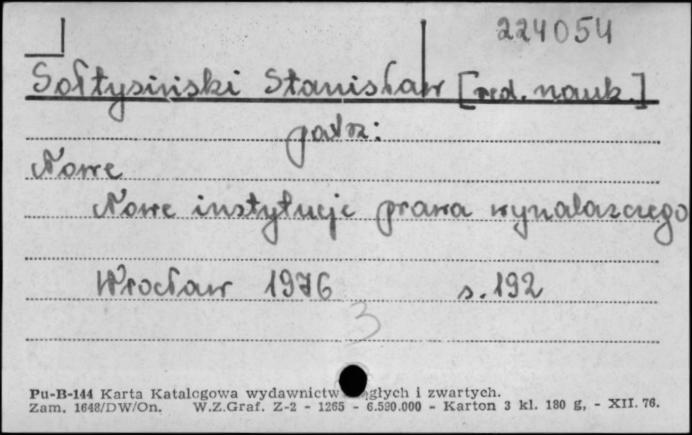 224054
Sołtysiński Stanisław [red. nauk.]
patrz:
Nowe
Nowe instytucje prawa wynalazczego
Wrocław 1976 s. 192
3
Pu-B-144 Karta Katalogowa wydawnictw ągłych i zwartych.
Zam. 1648/DW/On. W.Z.Graf. Z-2 - 1265 - 6.590.000 - Karton 3 kl. 180 g, - XII. 76.